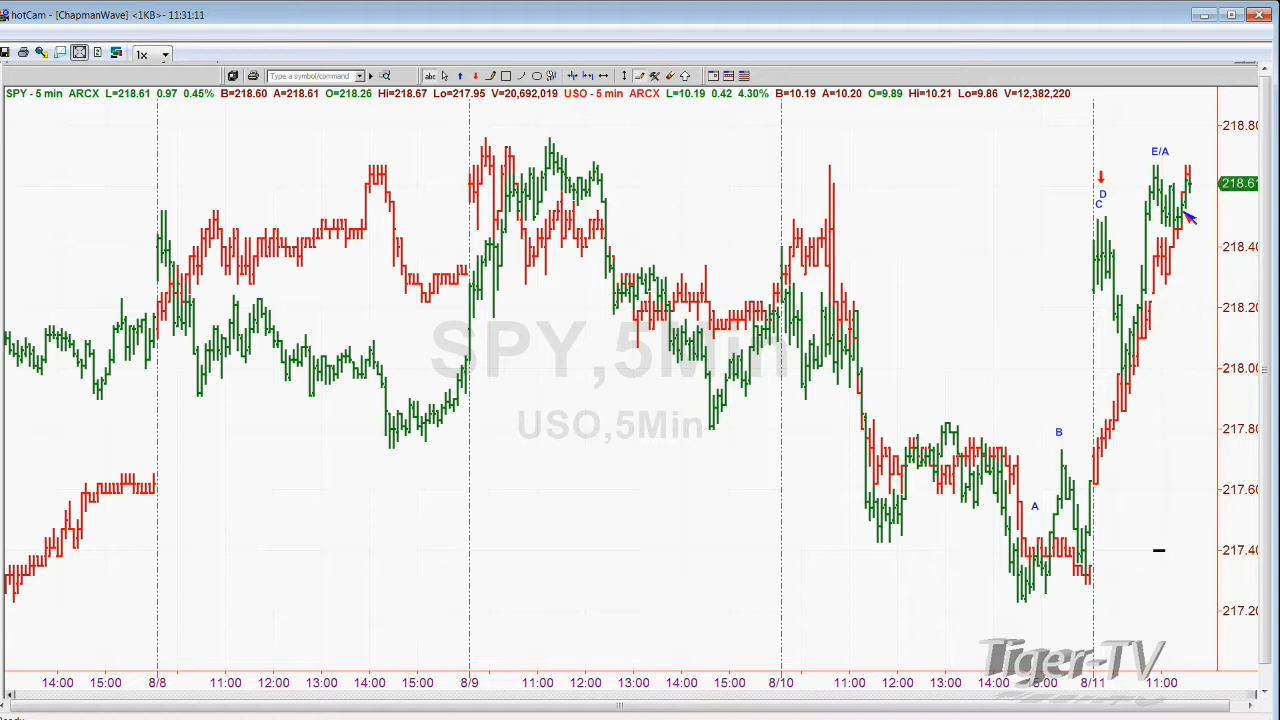 hotCam - [ChapmanWave] <1KB> - 11:31:11
1x
Type a symbol/command
abc
SPY - 5 min ARCX L=218.61 0.97 0.45% B=218.60 A=218.61 O=218.26 Hi=218.67 Lo=217.95 V=20,692,019 USO - 5 min ARCX L=10.19 0.42 4.30% B=10.19 A=10.20 O=9.89 Hi=10.21 Lo=9.86 V=12,382,220
218.80
E/A
218.61
D
C
218.40
218.20
SPY,5Min
218.00
USO,5Min
217.80
B
217.60
A
217.40
217.20
Tiger-TV
14:00 15:00 8/8 11:00 12:00 13:00 14:00 15:00 8/9 11:00 12:00 13:00 14:00 15:00 8/10 11:00 12:00 13:00 14:00 15:00 8/11 11:00